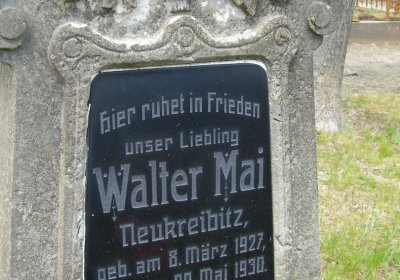 Hier ruhet in Frieden
unser Liebling
Walter Mai
Neukreibitz,
geb. am 8. März 1927,
Mai 1930.